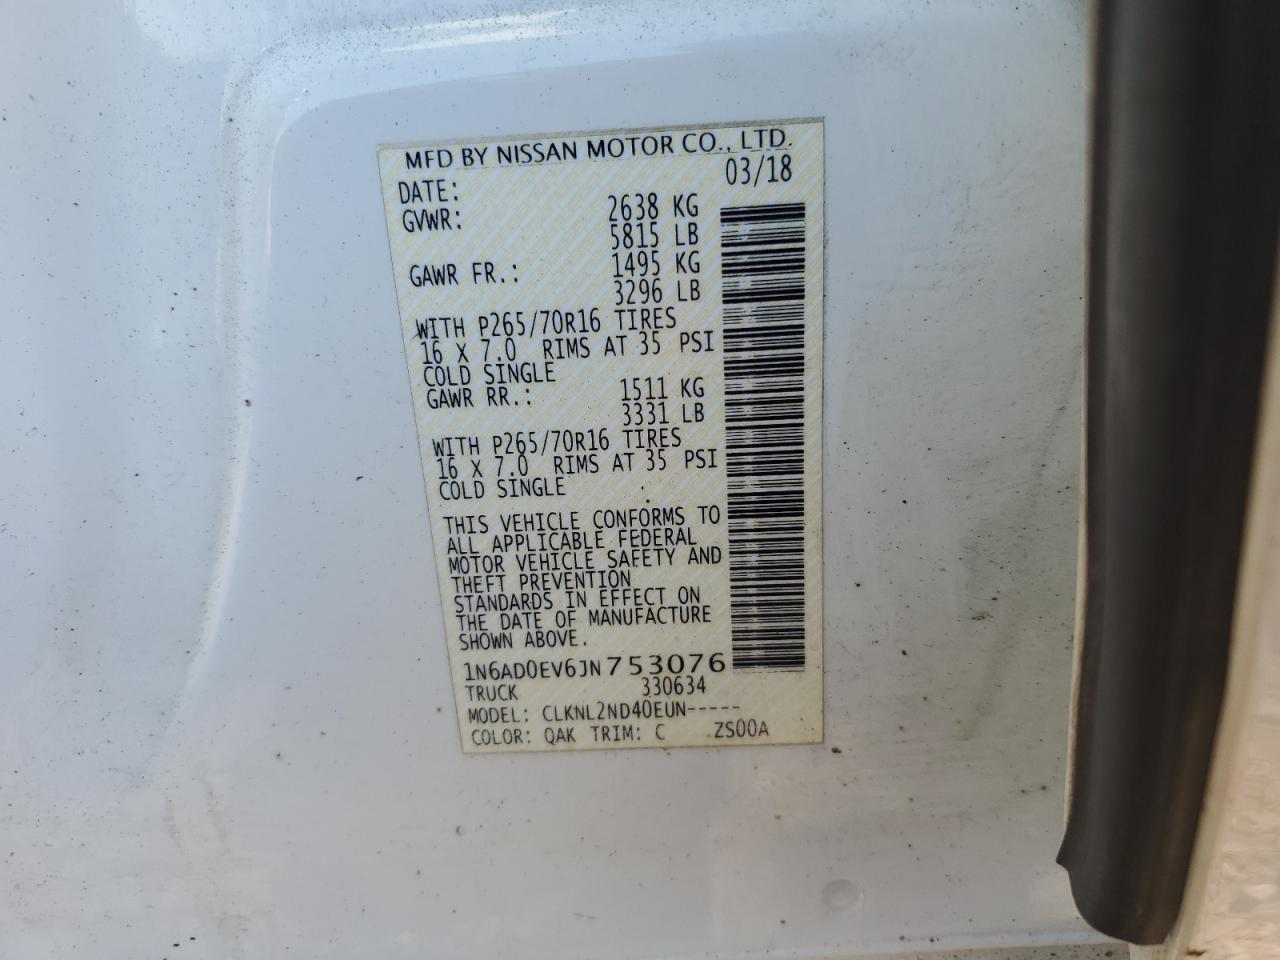 MFD BY NISSAN MOTOR CO., LTD.
DATE: 03/18
GVWR: 2638 KG
5815 LB
GAWR FR.: 1495 KG
3296 LB
WITH P265/70R16 TIRES
16 X 7.0 RIMS AT 35 PSI
COLD SINGLE
GAWR RR.: 1511 KG
3331 LB
WITH P265/70R16 TIRES
16 X 7.0 RIMS AT 35 PSI
COLD SINGLE
THIS VEHICLE CONFORMS TO
ALL APPLICABLE FEDERAL
MOTOR VEHICLE SAFETY AND
THEFT PREVENTION
STANDARDS IN EFFECT ON
THE DATE OF MANUFACTURE
SHOWN ABOVE.
1N6AD0EV6JN753076
TRUCK 330634
MODEL: CLKNL2ND40EUN-----
COLOR: QAK TRIM: C ZS00A